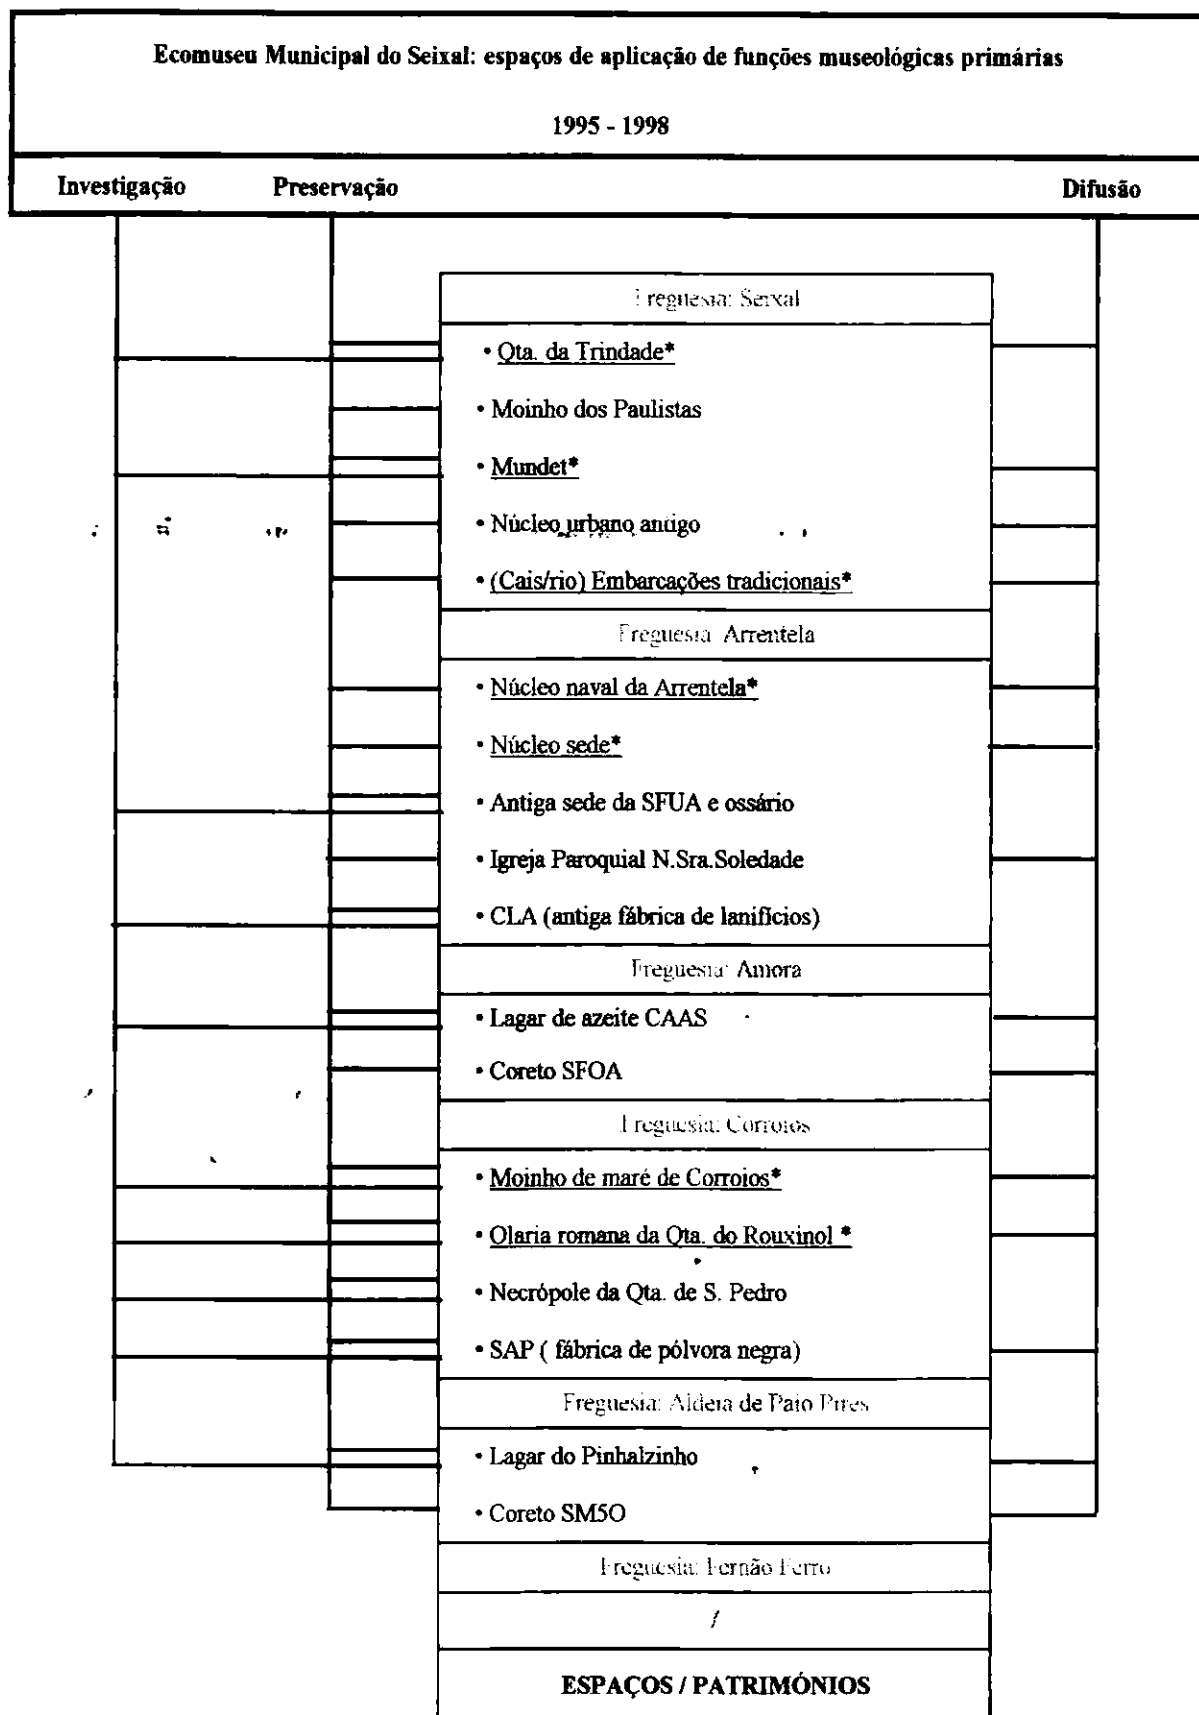 Ecomuseu Municipal do Seixal: espaços de aplicação de funções museológicas primárias
1995 - 1998
Investigação Preservação Difusão
Freguesia: Seixal
• Qta. da Trindade*
• Moinho dos Paulistas
• Mundet*
• Núcleo urbano antigo
• (Cais/rio) Embarcações tradicionais*
Freguesia: Arrentela
• Núcleo naval da Arrentela*
• Núcleo sede*
• Antiga sede da SFUA e ossário
• Igreja Paroquial N.Sra.Soledade
• CLA (antiga fábrica de lanifícios)
Freguesia: Amora
• Lagar de azeite CAAS
• Coreto SFOA
Freguesia: Corroios
• Moinho de maré de Corroios*
• Olaria romana da Qta. do Rouxinol *
• Necrópole da Qta. de S. Pedro
• SAP ( fábrica de pólvora negra)
Freguesia: Aldeia de Paio Pires
• Lagar do Pinhalzinho
• Coreto SM5O
Freguesia: Fernão Ferro
/
ESPAÇOS / PATRIMÓNIOS